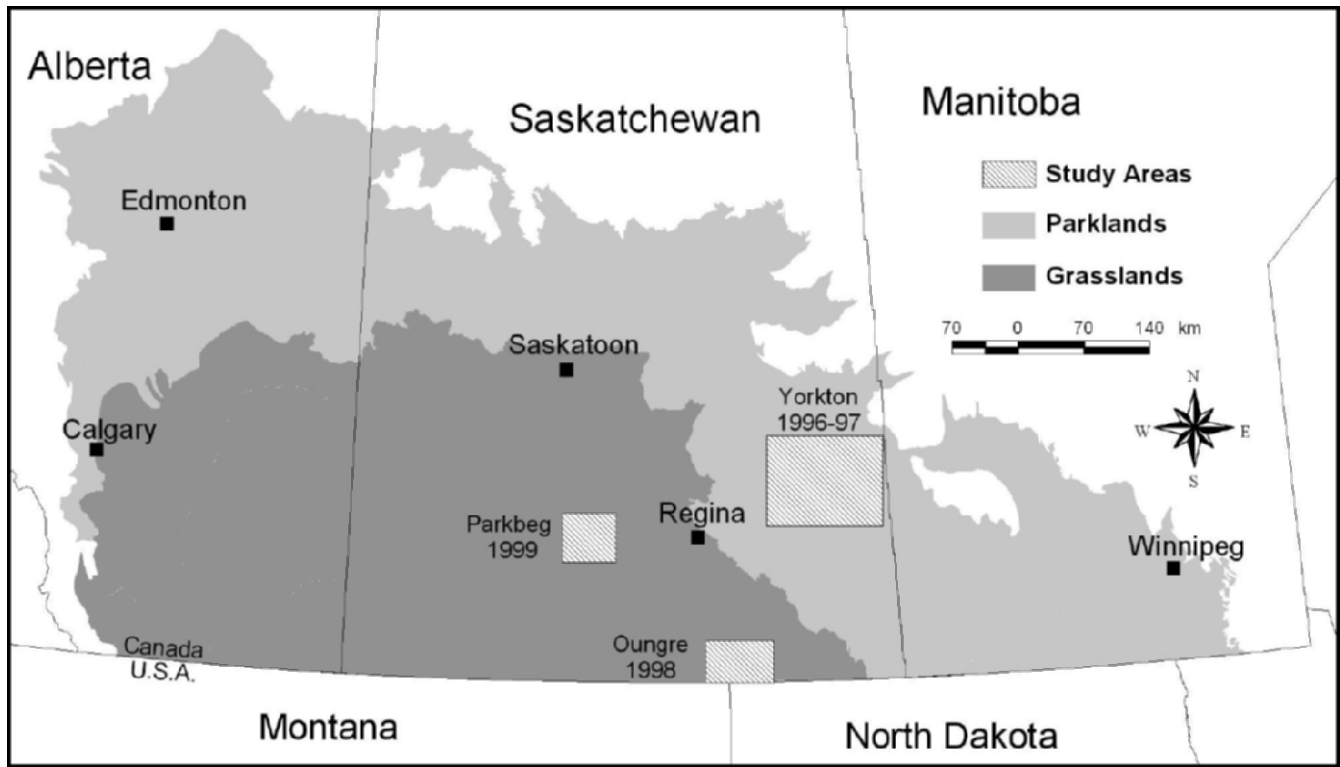 Alberta
Saskatchewan
Manitoba
Study Areas
Parklands
Grasslands
70 0 70 140 km
Edmonton
Saskatoon
Calgary
Yorkton
1996-97
N
W E
S
Parkbeg
1999
Regina
Winnipeg
Oungre
1998
Canada
U.S.A.
Montana
North Dakota